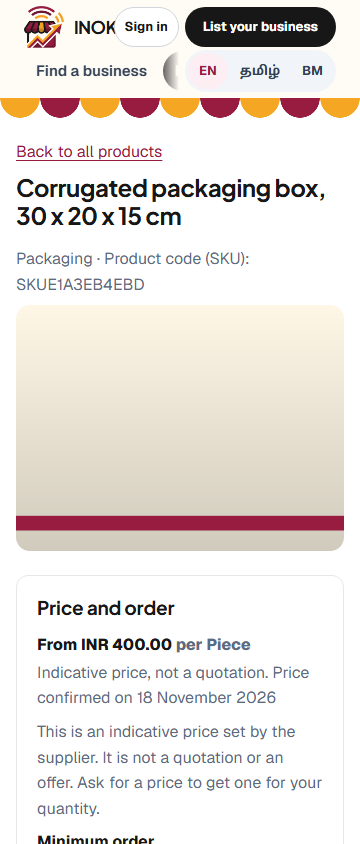 INOK
Sign in
List your business
Find a business
EN
தமிழ்
BM
Back to all products
Corrugated packaging box,
30 x 20 x 15 cm
Packaging · Product code (SKU):
SKUE1A3EB4EBD
Price and order
From INR 400.00 per Piece
Indicative price, not a quotation. Price
confirmed on 18 November 2026
This is an indicative price set by the
supplier. It is not a quotation or an
offer. Ask for a price to get one for your
quantity.
Minimum order